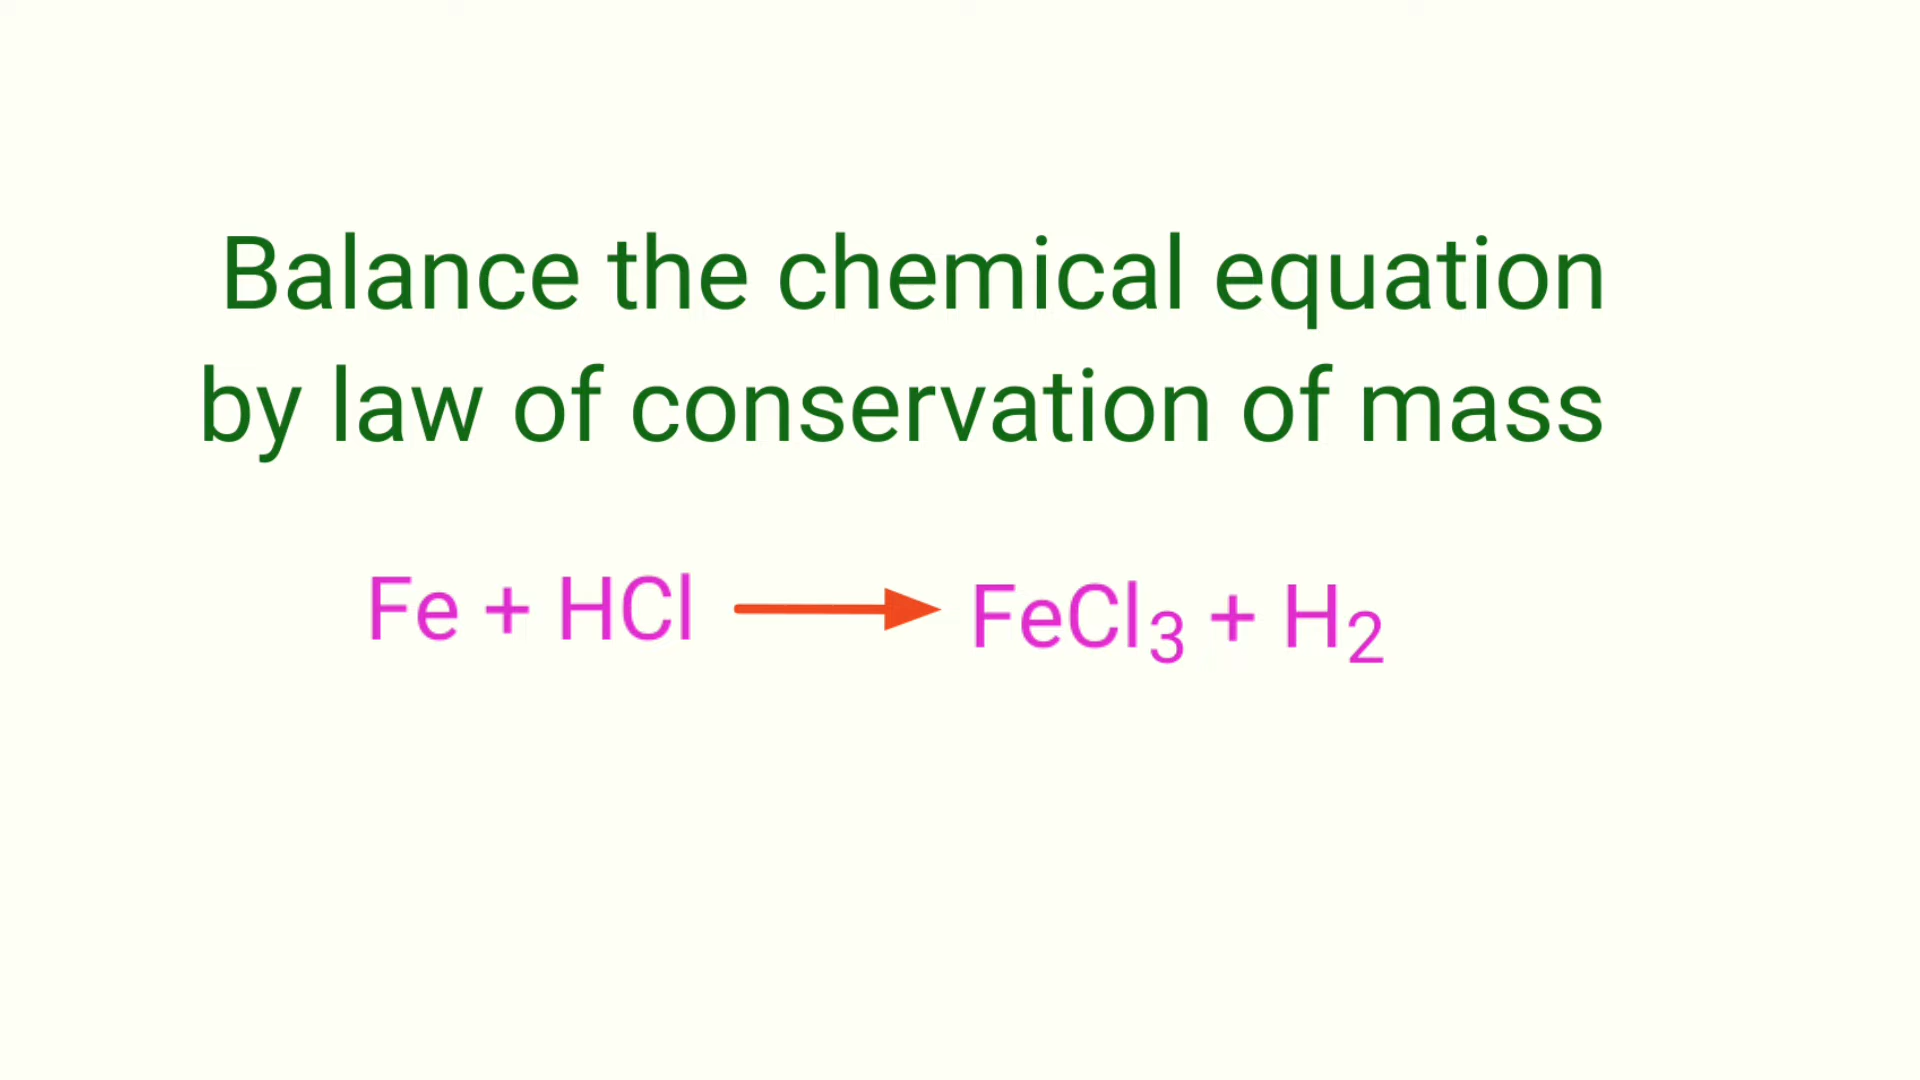 Balance the chemical equation
by law of conservation of mass
Fe + HCl ⟶ FeCl₃ + H₂